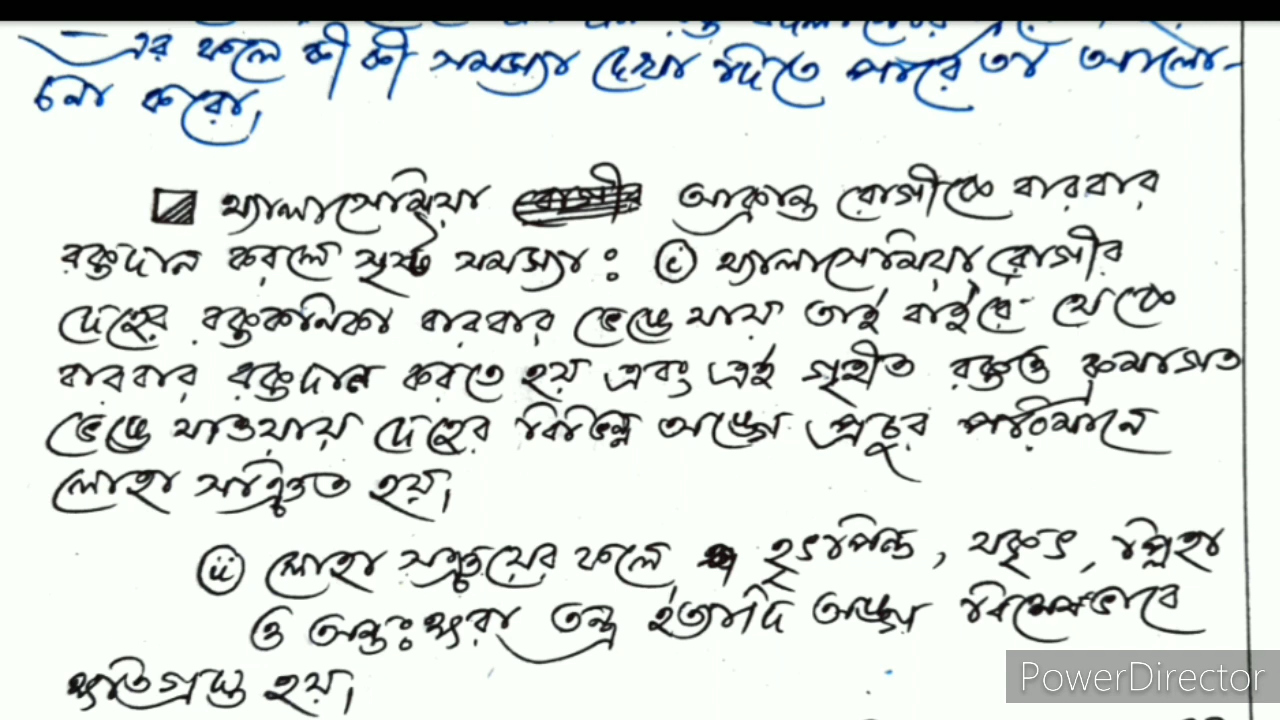 এর ফলে কী কী সমস্যা দেখা দিতে পারে তা আলো-
চনা করো।
থ্যালাসেমিয়া আক্রান্ত রোগীকে বারবার
রক্তদান করলে সৃষ্ট সমস্যা : (i) থ্যালাসেমিয়া রোগীর
দেহের রক্তকনিকা বারবার ভেঙে যায় তাই বাইরে থেকে
বারবার রক্তদান করতে হয় এবং এই গৃহীত রক্তও ক্রমাগত
ভেঙে যাওয়ায় দেহের বিভিন্ন অঙ্গে প্রচুর পরিমানে
লোহা সঞ্চিত হয়।
(ii) লোহা সঞ্চয়ের ফলে হৃৎপিন্ড, যকৃৎ, প্লিহা
ও অন্তঃক্ষরা তন্ত্র ইত্যাদি অঙ্গ বিশেষভাবে
ক্ষতিগ্রস্ত হয়।
PowerDirector